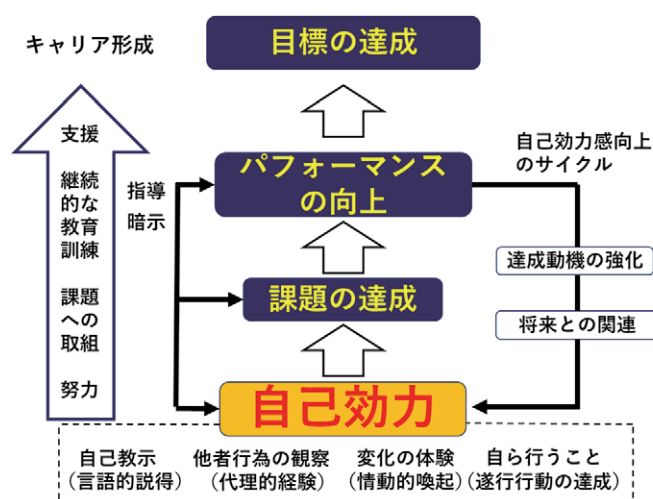 キャリア形成
目標の達成
支援
継続
的な
教育
訓練
課題
への
取組
努力
指導
暗示
パフォーマンス
の向上
自己効力感向上
のサイクル
達成動機の強化
課題の達成
将来との関連
自己効力
自己教示
(言語的説得)
他者行為の観察
(代理的経験)
変化の体験
(情動的喚起)
自ら行うこと
(遂行行動の達成)